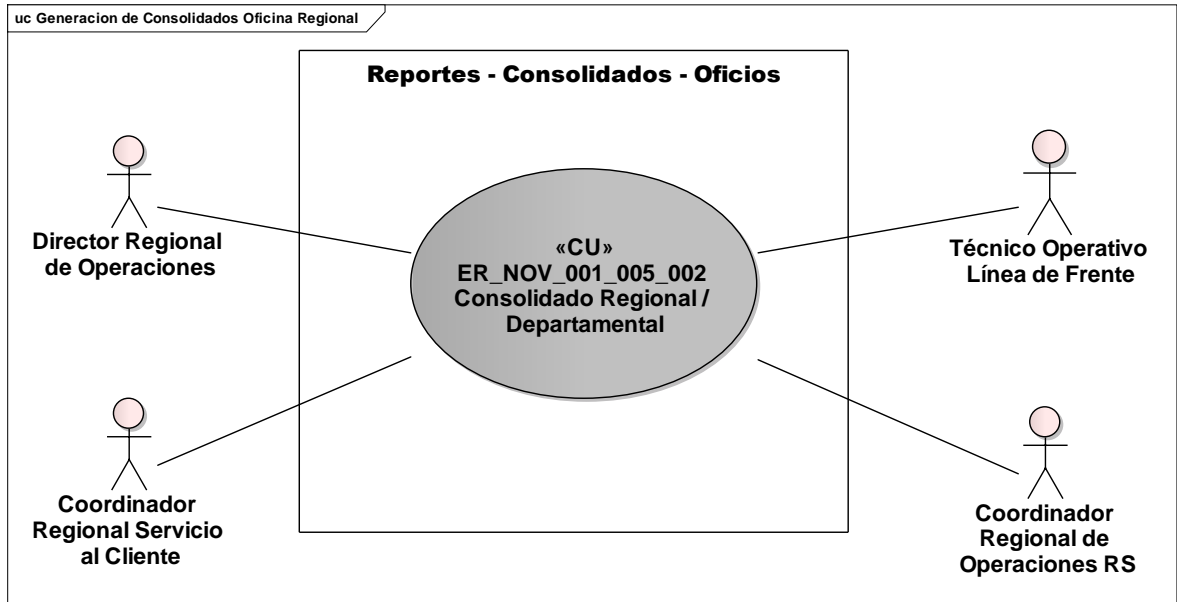 uc Generacion de Consolidados Oficina Regional
Reportes - Consolidados - Oficios
Director Regional
de Operaciones
«CU»
ER_NOV_001_005_002
Consolidado Regional /
Departamental
Técnico Operativo
Línea de Frente
Coordinador
Regional Servicio
al Cliente
Coordinador
Regional de
Operaciones RS